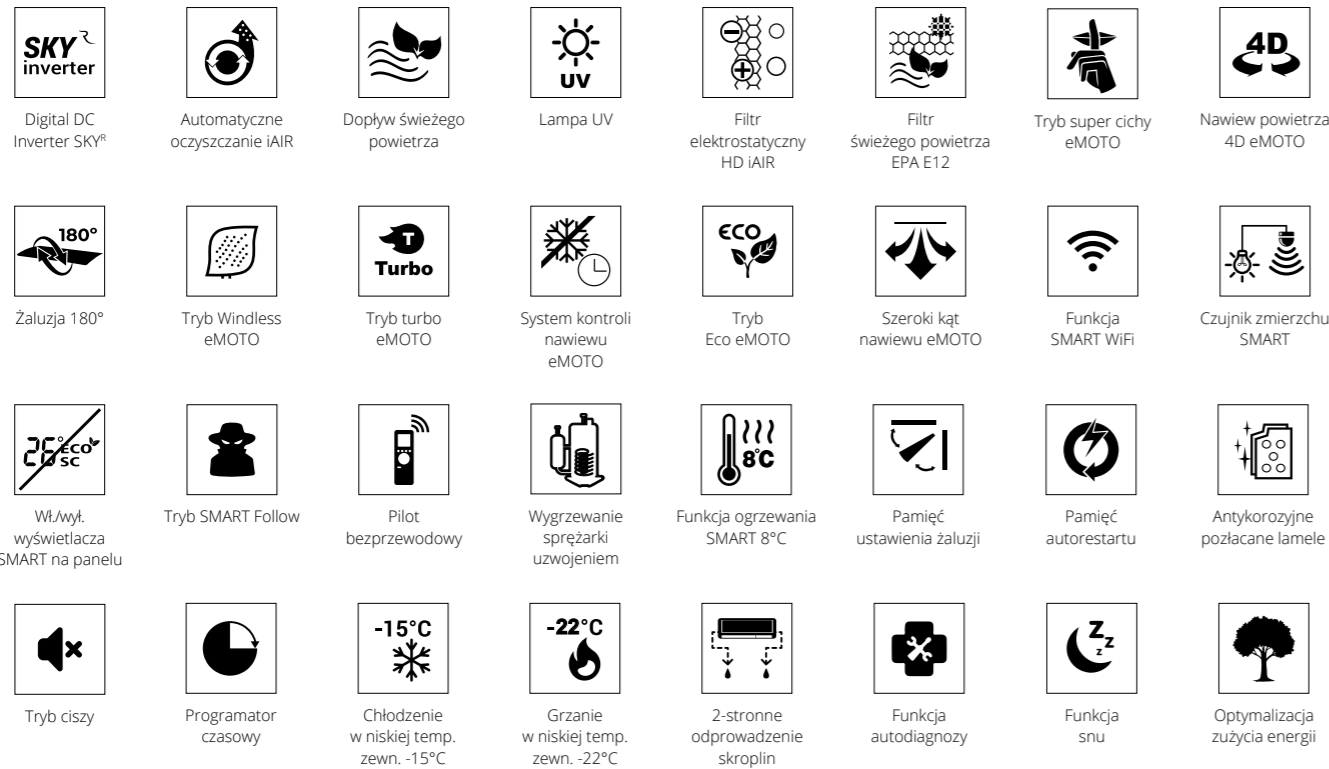 SKY R
inverter
Digital DC
Inverter SKYᴿ
Automatyczne
oczyszczanie iAIR
Dopływ świeżego
powietrza
UV
Lampa UV
Filtr
elektrostatyczny
HD iAIR
Filtr
świeżego powietrza
EPA E12
Tryb super cichy
eMOTO
4D
Nawiew powietrza
4D eMOTO
180°
Żaluzja 180°
Tryb Windless
eMOTO
T
Turbo
Tryb turbo
eMOTO
System kontroli
nawiewu
eMOTO
ECO
Tryb
Eco eMOTO
Szeroki kąt
nawiewu eMOTO
Funkcja
SMART WiFi
Czujnik zmierzchu
SMART
26° ECO
SC
Wł./wył.
wyświetlacza
SMART na panelu
Tryb SMART Follow
Pilot
bezprzewodowy
Wygrzewanie
sprężarki
uzwojeniem
8°C
Funkcja ogrzewania
SMART 8°C
Pamięć
ustawienia żaluzji
Pamięć
autorestartu
Antykorozyjne
pozłacane lamele
Tryb ciszy
Programator
czasowy
-15°C
Chłodzenie
w niskiej temp.
zewn. -15°C
-22°C
Grzanie
w niskiej temp.
zewn. -22°C
2-stronne
odprowadzenie
skroplin
Funkcja
autodiagnozy
Z z z
Funkcja
snu
Optymalizacja
zużycia energii